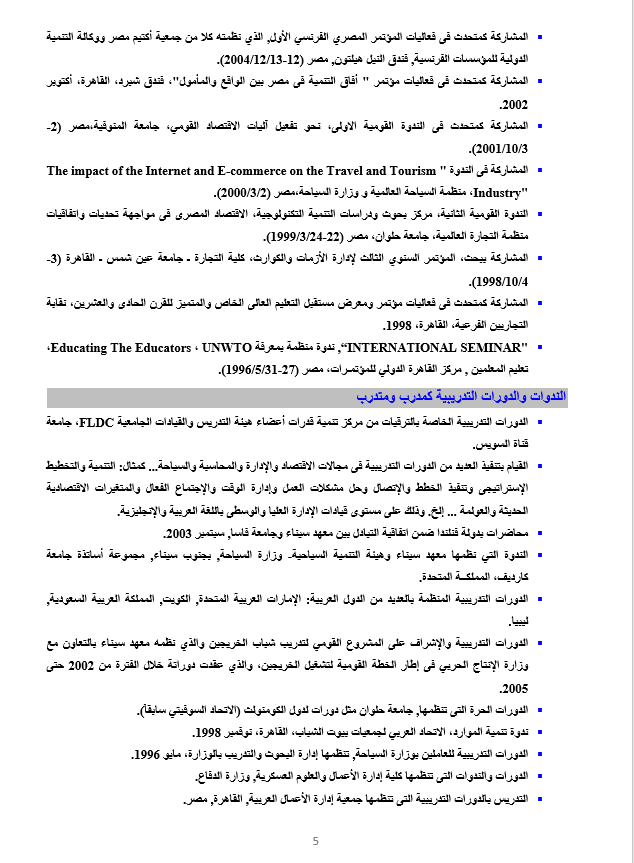 المشاركة كمتحدث فى فعاليات المؤتمر المصري الفرنسي الأول, الذي نظمته كلا من جمعية أكتيم مصر ووكالة التنمية
الدولية للمؤسسات الفرنسية, فندق النيل هيلتون, مصر (12-2004/12/13).
المشاركة كمتحدث فى فعاليات مؤتمر " أفاق التنمية فى مصر بين الواقع والمأمول"، فندق شبرد، القاهرة، أكتوبر
2002.
المشاركة كمتحدث فى الندوة القومية الاولى، نحو تفعيل آليات الاقتصاد القومي، جامعة المنوفية،مصر (2-
2001/10/3).
المشاركة فى الندوة " The impact of the Internet and E-commerce on the Travel and Tourism
Industry"، منظمة السياحة العالمية و وزارة السياحة،مصر (2000/3/2).
الندوة القومية الثانية، مركز بحوث ودراسات التنمية التكنولوجية، الاقتصاد المصرى فى مواجهة تحديات واتفاقيات
منظمة التجارة العالمية، جامعة حلوان، مصر (22-1999/3/24).
المشاركة ببحث، المؤتمر السنوي الثالث لإدارة الأزمات والكوارث، كلية التجارة - جامعة عين شمس - القاهرة (3-
1998/10/4).
المشاركة كمتحدث فى فعاليات مؤتمر ومعرض مستقبل التعليم العالى الخاص والمتميز للقرن الحادى والعشرين، نقابة
التجاريين الفرعية، القاهرة، 1998.
"INTERNATIONAL SEMINAR“, ندوة منظمة بمعرفة UNWTO ، Educating The Educators،
تعليم المعلمين , مركز القاهرة الدولي للمؤتمرات، مصر (27-1996/5/31).
الندوات والدورات التدريبية كمدرب ومتدرب
الدورات التدريبية الخاصة بالترقيات من مركز تنمية قدرات أعضاء هيئة التدريس والقيادات الجامعية FLDC، جامعة
قناة السويس.
القيام بتنفيذ العديد من الدورات التدريبية فى مجالات الاقتصاد والإدارة والمحاسبة والسياحة... كمثال: التنمية والتخطيط
الإستراتيجي وتنفيذ الخطط والإتصال وحل مشكلات العمل وإدارة الوقت والإجتماع الفعال والمتغيرات الاقتصادية
الحديثة والعولمة ... إلخ. وذلك على مستوى قيادات الإدارة العليا والوسطى باللغة العربية والإنجليزية.
محاضرات بدولة فنلندا ضمن اتفاقية التبادل بين معهد سيناء وجامعة فاسا, سبتمبر 2003.
الندوة التي نظمها معهد سيناء وهيئة التنمية السياحية- وزارة السياحة, بجنوب سيناء, مجموعة أساتذة جامعة
كارديف، المملكـة المتحدة.
الدورات التدريبية المنظمة بالعديد من الدول العربية: الإمارات العربية المتحدة, الكويت, المملكة العربية السعودية,
ليبيا.
الدورات التدريبية والإشراف على المشروع القومي لتدريب شباب الخريجين والذي نظمه معهد سيناء بالتعاون مع
وزارة الإنتاج الحربي فى إطار الخطة القومية لتشغيل الخريجين، والذي عقدت دوراتة خلال الفترة من 2002 حتى
2005.
الدورات الحرة التى تنظمها, جامعة حلوان مثل دورات لدول الكومنولث (الاتحاد السوفيتي سابقاً).
ندوة تنمية الموارد، الاتحاد العربي لجمعيات بيوت الشباب، القاهرة، نوفمبر 1998.
الدورات التدريبية للعاملين بوزارة السياحة, تنظمها إدارة البحوث والتدريب بالوزارة، مايو 1996.
الدورات والندوات التى تنظمها كلية إدارة الأعمال والعلوم العسكرية, وزارة الدفاع.
التدريس بالدورات التدريبية التى تنظمها جمعية إدارة الأعمال العربية, القاهرة, مصر.
5